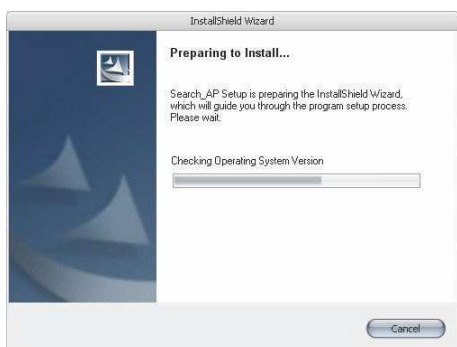 InstallShield Wizard
Preparing to Install...
Search_AP Setup is preparing the InstallShield Wizard,
which will guide you through the program setup process.
Please wait.
Checking Operating System Version
Cancel